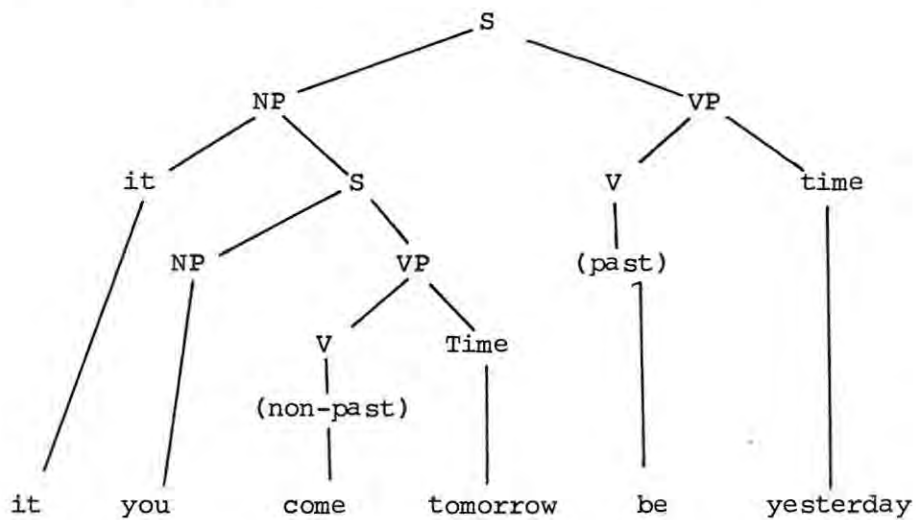 S
NP VP
it S V time
NP VP (past)
V Time
(non-past)
it you come tomorrow be yesterday